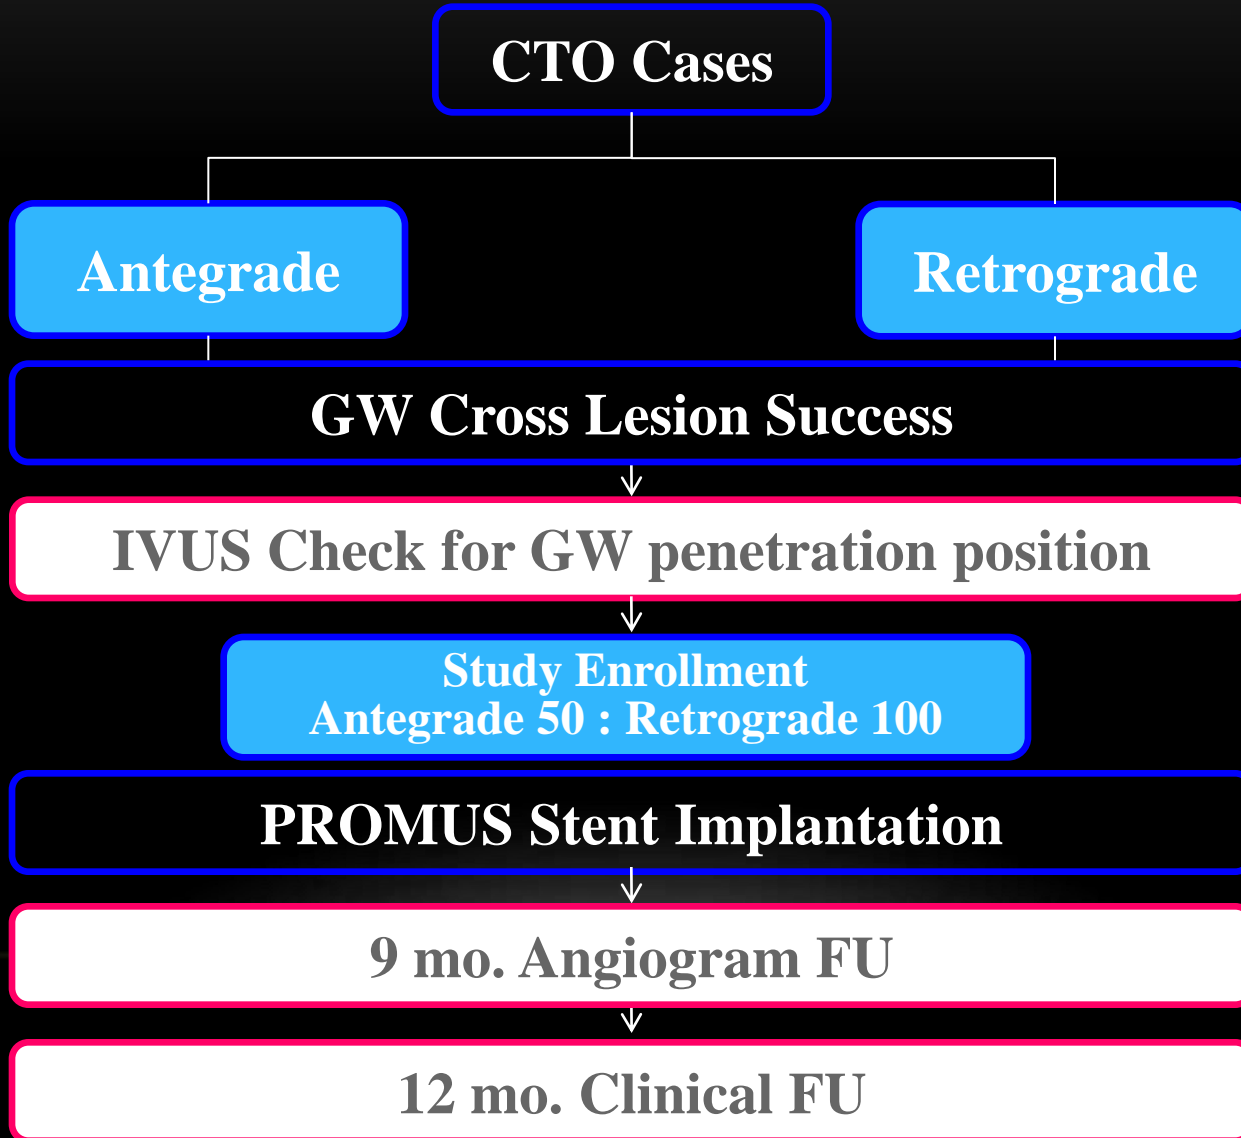 CTO Cases
Antegrade
Retrograde
GW Cross Lesion Success
IVUS Check for GW penetration position
Study Enrollment
Antegrade 50 : Retrograde 100
PROMUS Stent Implantation
9 mo. Angiogram FU
12 mo. Clinical FU